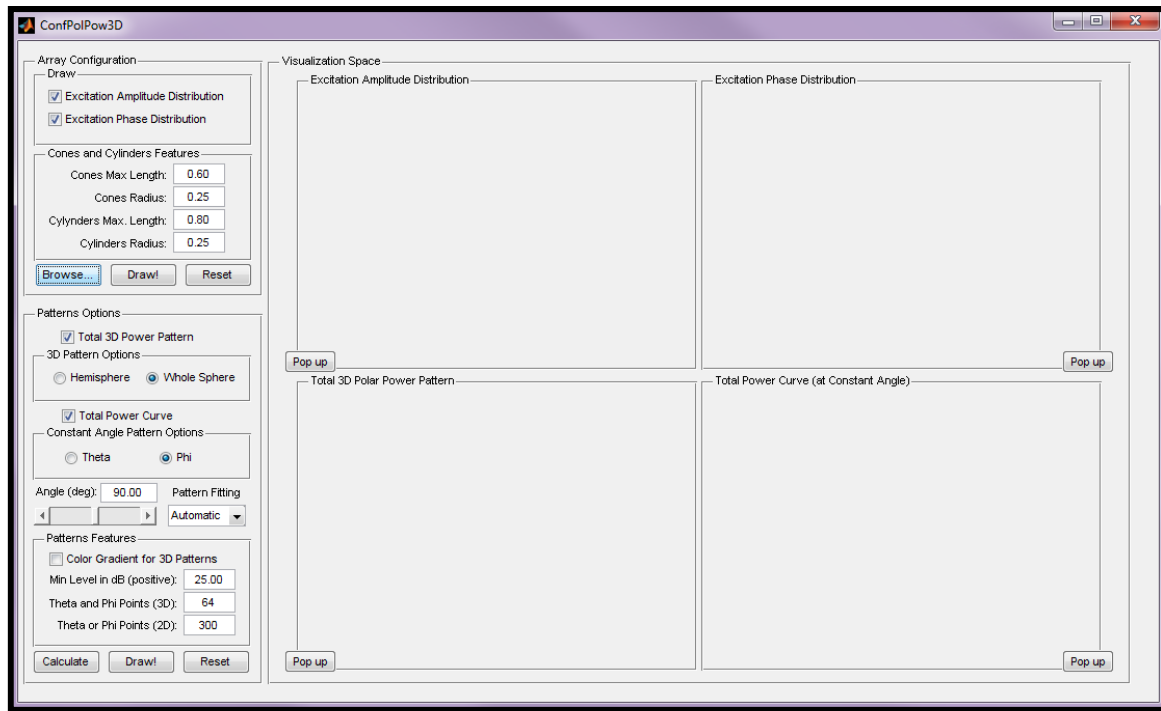 ConfPolPow3D
Array Configuration
Draw
Excitation Amplitude Distribution
Excitation Phase Distribution
Cones and Cylinders Features
Cones Max Length: 0.60
Cones Radius: 0.25
Cylynders Max. Length: 0.80
Cylinders Radius: 0.25
Browse... Draw! Reset
Patterns Options
Total 3D Power Pattern
3D Pattern Options
Hemisphere Whole Sphere
Total Power Curve
Constant Angle Pattern Options
Theta Phi
Angle (deg): 90.00 Pattern Fitting
Automatic
Patterns Features
Color Gradient for 3D Patterns
Min Level in dB (positive): 25.00
Theta and Phi Points (3D): 64
Theta or Phi Points (2D): 300
Calculate Draw! Reset
Visualization Space
Excitation Amplitude Distribution Excitation Phase Distribution
Pop up Pop up
Total 3D Polar Power Pattern Total Power Curve (at Constant Angle)
Pop up Pop up